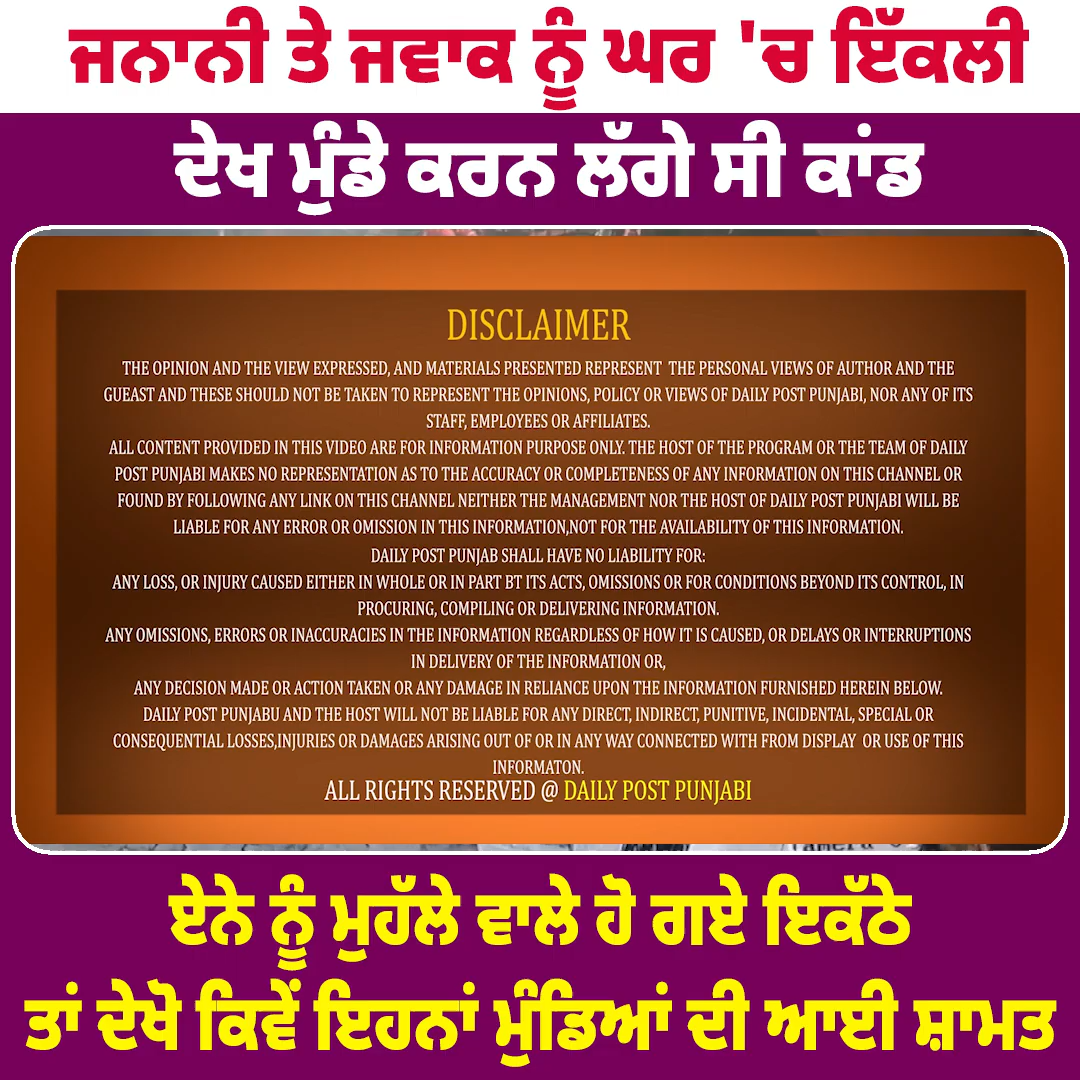 ਜਨਾਨੀ ਤੇ ਜਵਾਕ ਨੂੰ ਘਰ 'ਚ ਇੱਕਲੀ
ਦੇਖ ਮੁੰਡੇ ਕਰਨ ਲੱਗੇ ਸੀ ਕਾਂਡ
DISCLAIMER
THE OPINION AND THE VIEW EXPRESSED, AND MATERIALS PRESENTED REPRESENT THE PERSONAL VIEWS OF AUTHOR AND THE
GUEAST AND THESE SHOULD NOT BE TAKEN TO REPRESENT THE OPINIONS, POLICY OR VIEWS OF DAILY POST PUNJABI, NOR ANY OF ITS
STAFF, EMPLOYEES OR AFFILIATES.
ALL CONTENT PROVIDED IN THIS VIDEO ARE FOR INFORMATION PURPOSE ONLY. THE HOST OF THE PROGRAM OR THE TEAM OF DAILY
POST PUNJABI MAKES NO REPRESENTATION AS TO THE ACCURACY OR COMPLETENESS OF ANY INFORMATION ON THIS CHANNEL OR
FOUND BY FOLLOWING ANY LINK ON THIS CHANNEL NEITHER THE MANAGEMENT NOR THE HOST OF DAILY POST PUNJABI WILL BE
LIABLE FOR ANY ERROR OR OMISSION IN THIS INFORMATION,NOT FOR THE AVAILABILITY OF THIS INFORMATION.
DAILY POST PUNJAB SHALL HAVE NO LIABILITY FOR:
ANY LOSS, OR INJURY CAUSED EITHER IN WHOLE OR IN PART BT ITS ACTS, OMISSIONS OR FOR CONDITIONS BEYOND ITS CONTROL, IN
PROCURING, COMPILING OR DELIVERING INFORMATION.
ANY OMISSIONS, ERRORS OR INACCURACIES IN THE INFORMATION REGARDLESS OF HOW IT IS CAUSED, OR DELAYS OR INTERRUPTIONS
IN DELIVERY OF THE INFORMATION OR,
ANY DECISION MADE OR ACTION TAKEN OR ANY DAMAGE IN RELIANCE UPON THE INFORMATION FURNISHED HEREIN BELOW.
DAILY POST PUNJABU AND THE HOST WILL NOT BE LIABLE FOR ANY DIRECT, INDIRECT, PUNITIVE, INCIDENTAL, SPECIAL OR
CONSEQUENTIAL LOSSES,INJURIES OR DAMAGES ARISING OUT OF OR IN ANY WAY CONNECTED WITH FROM DISPLAY OR USE OF THIS
INFORMATON.
ALL RIGHTS RESERVED @ DAILY POST PUNJABI
ਏਨੇ ਨੂੰ ਮੁਹੱਲੇ ਵਾਲੇ ਹੋ ਗਏ ਇਕੱਠੇ
ਤਾਂ ਦੇਖੋ ਕਿਵੇਂ ਇਹਨਾਂ ਮੁੰਡਿਆਂ ਦੀ ਆਈ ਸ਼ਾਮਤ